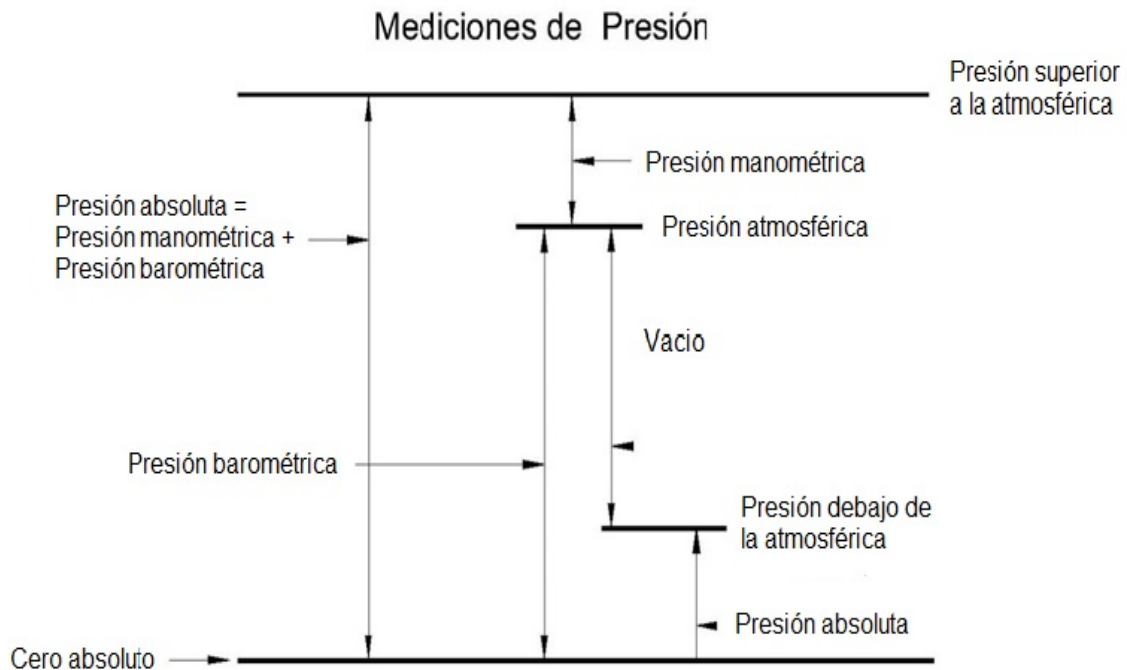 Mediciones de Presión
Presión superior
a la atmosférica
Presión manométrica
Presión absoluta =
Presión manométrica +
Presión barométrica
Presión atmosférica
Vacio
Presión barométrica
Presión debajo de
la atmosférica
Presión absoluta
Cero absoluto